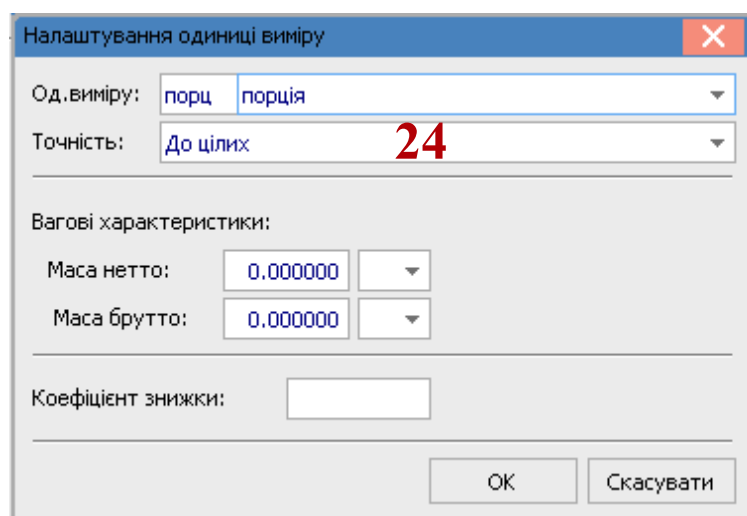 Налаштування одиниці виміру
Од.виміру: порц порція
Точність: До цілих 24
Вагові характеристики:
Маса нетто: 0.000000
Маса брутто: 0.000000
Коефіцієнт знижки:
OK Скасувати